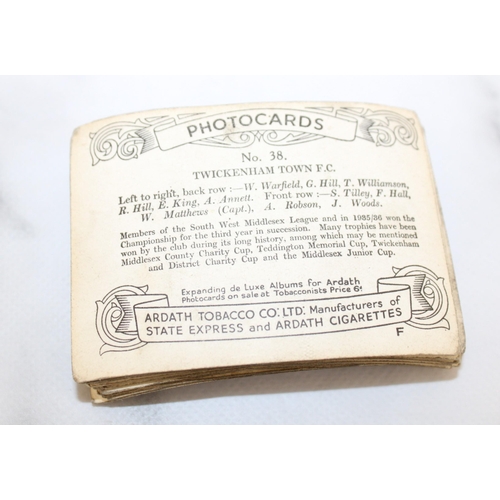 PHOTOCARDS
No. 38.
TWICKENHAM TOWN F.C.
Left to right, back row :—W. Warfield, G. Hill, T. Williamson,
R. Hill, E. King, A. Annett. Front row :—S. Tilley, F. Hall,
W. Matthews (Capt.), A. Robson, J. Woods.
Members of the South West Middlesex League and in 1935/36 won the
Championship for the third year in succession. Many trophies have been
won by the club during its long history, among which may be mentioned
Middlesex County Charity Cup, Teddington Memorial Cup, Twickenham
and District Charity Cup and the Middlesex Junior Cup.
Expanding de Luxe Albums for Ardath
Photocards on sale at Tobacconists Price 6d
ARDATH TOBACCO CO. LTD. Manufacturers of
STATE EXPRESS and ARDATH CIGARETTES
F